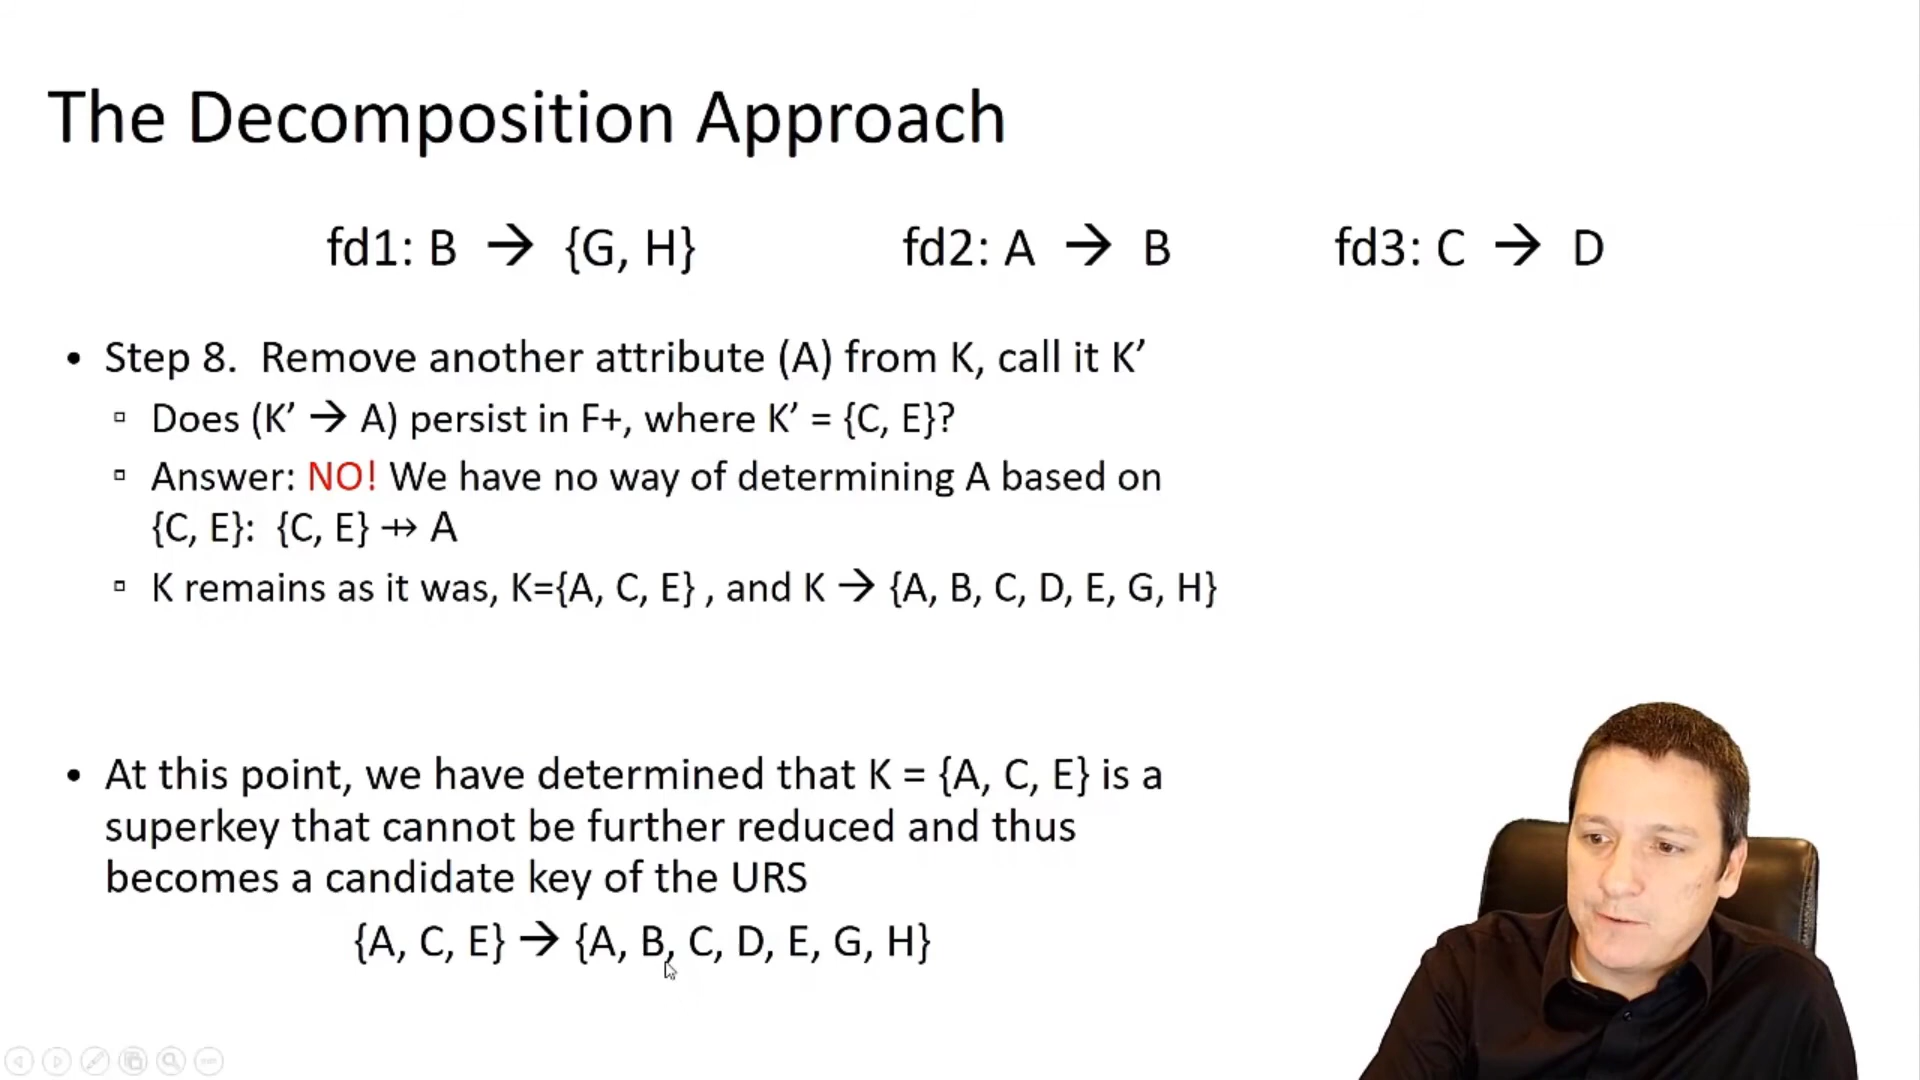 The Decomposition Approach
fd1: B → {G, H} fd2: A → B fd3: C → D
• Step 8. Remove another attribute (A) from K, call it K’
▫ Does (K’ → A) persist in F+, where K’ = {C, E}?
▫ Answer: NO! We have no way of determining A based on
{C, E}: {C, E} ⇸ A
▫ K remains as it was, K={A, C, E} , and K → {A, B, C, D, E, G, H}
• At this point, we have determined that K = {A, C, E} is a
superkey that cannot be further reduced and thus
becomes a candidate key of the URS
{A, C, E} → {A, B, C, D, E, G, H}